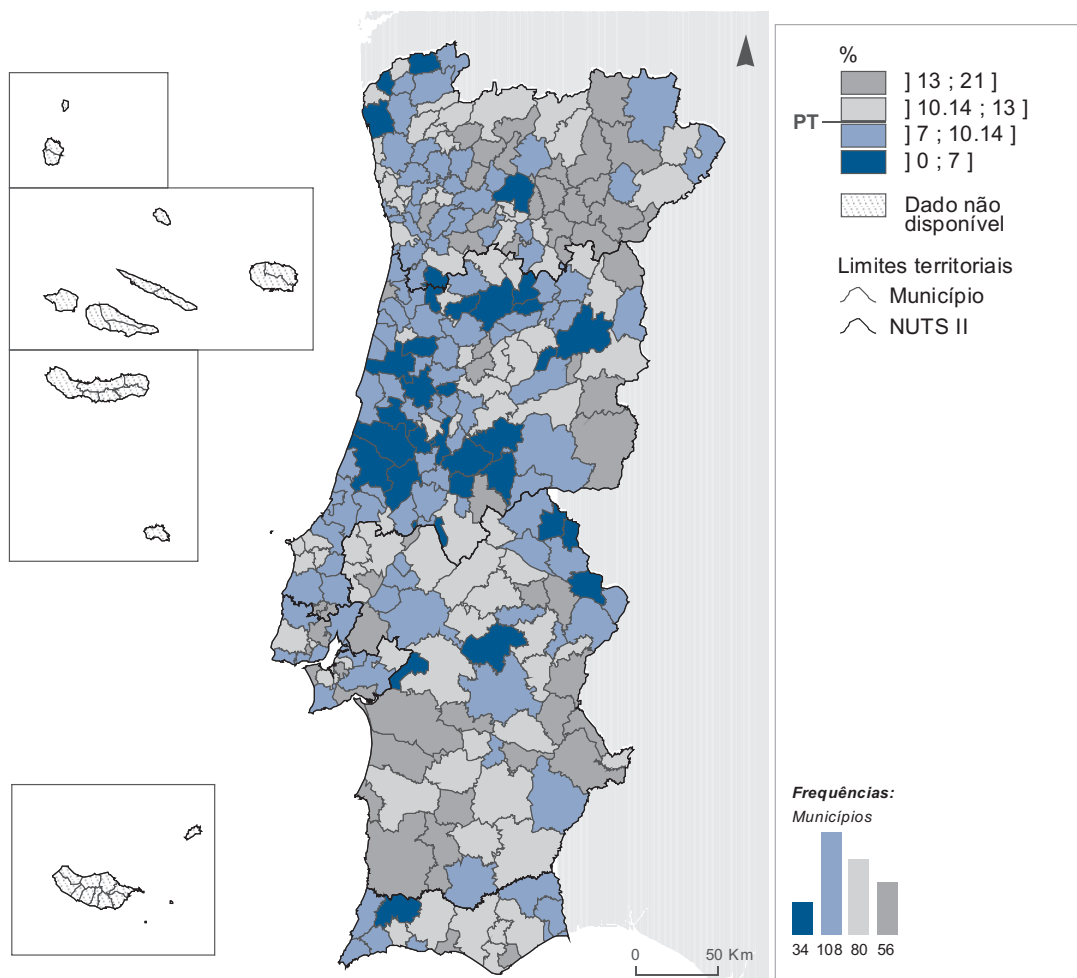 %
] 13 ; 21 ]
] 10.14 ; 13 ]
PT
] 7 ; 10.14 ]
] 0 ; 7 ]
Dado não
disponível
Limites territoriais
Município
NUTS II
Frequências:
Municípios
34 108 80 56
0 50 Km